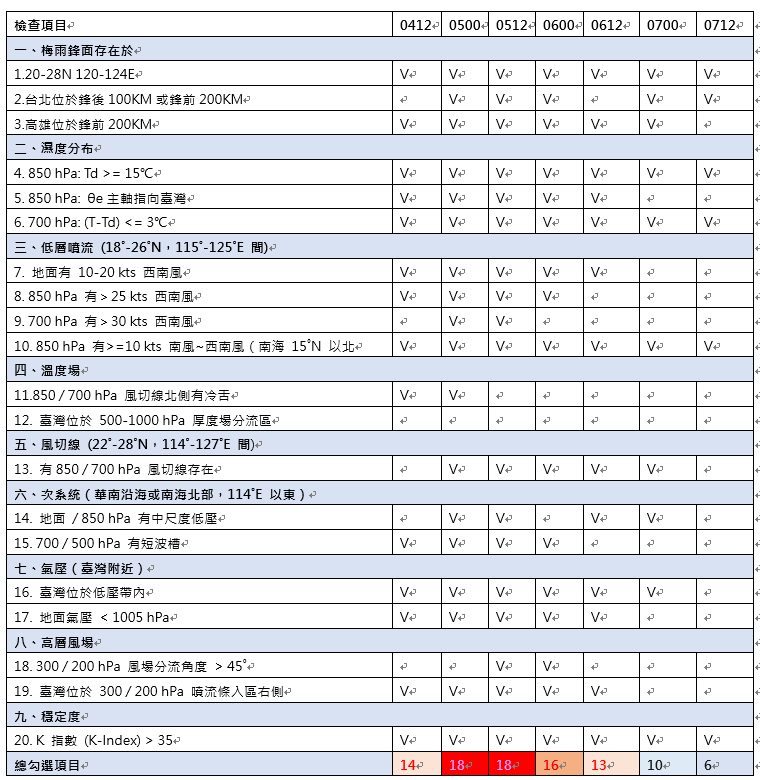 檢查項目 0412 0500 0512 0600 0612 0700 0712
一、梅雨鋒面存在於
1.20-28N 120-124E V V V V V V V
2.台北位於鋒後 100KM 或鋒前 200KM V V V V V
3.高雄位於鋒前 200KM V V V V V V
二、濕度分布
4. 850 hPa: Td >= 15℃ V V V V V V V
5. 850 hPa: θe 主軸指向臺灣 V V V V V
6. 700 hPa: (T-Td) <= 3℃ V V V V V V V
三、低層噴流 (18˚-26˚N，115˚-125˚E 間)
7. 地面有 10-20 kts 西南風 V V V V V
8. 850 hPa 有 > 25 kts 西南風 V V V V
9. 700 hPa 有 > 30 kts 西南風 V V
10. 850 hPa 有>=10 kts 南風~西南風 ( 南海 15˚N 以北 V V V V V V V
四、溫度場
11.850 / 700 hPa 風切線北側有冷舌 V V
12. 臺灣位於 500-1000 hPa 厚度場分流區
五、風切線 (22˚-28˚N，114˚-127˚E 間)
13. 有 850 / 700 hPa 風切線存在 V V V V V
六、次系統 ( 華南沿海或南海北部，114˚E 以東 )
14. 地面 / 850 hPa 有中尺度低壓 V V V V
15. 700 / 500 hPa 有短波槽 V V V V
七、氣壓 ( 臺灣附近 )
16. 臺灣位於低壓帶內 V V V V V V
17. 地面氣壓 < 1005 hPa V V V V V
八、高層風場
18. 300 / 200 hPa 風場分流角度 > 45˚ V V
19. 臺灣位於 300 / 200 hPa 噴流條入區右側 V V V V V
九、穩定度
20. K 指數 (K-Index) > 35 V V V V V V V
總勾選項目 14 18 18 16 13 10 6